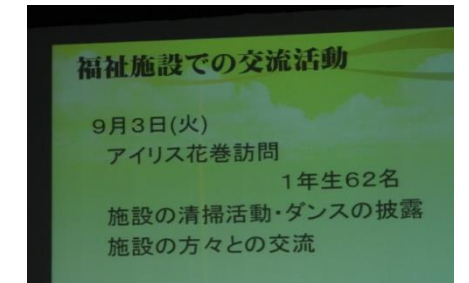 福祉施設での交流活動
9月3日(火)
アイリス花巻訪問
1年生62名
施設の清掃活動・ダンスの披露
施設の方々との交流